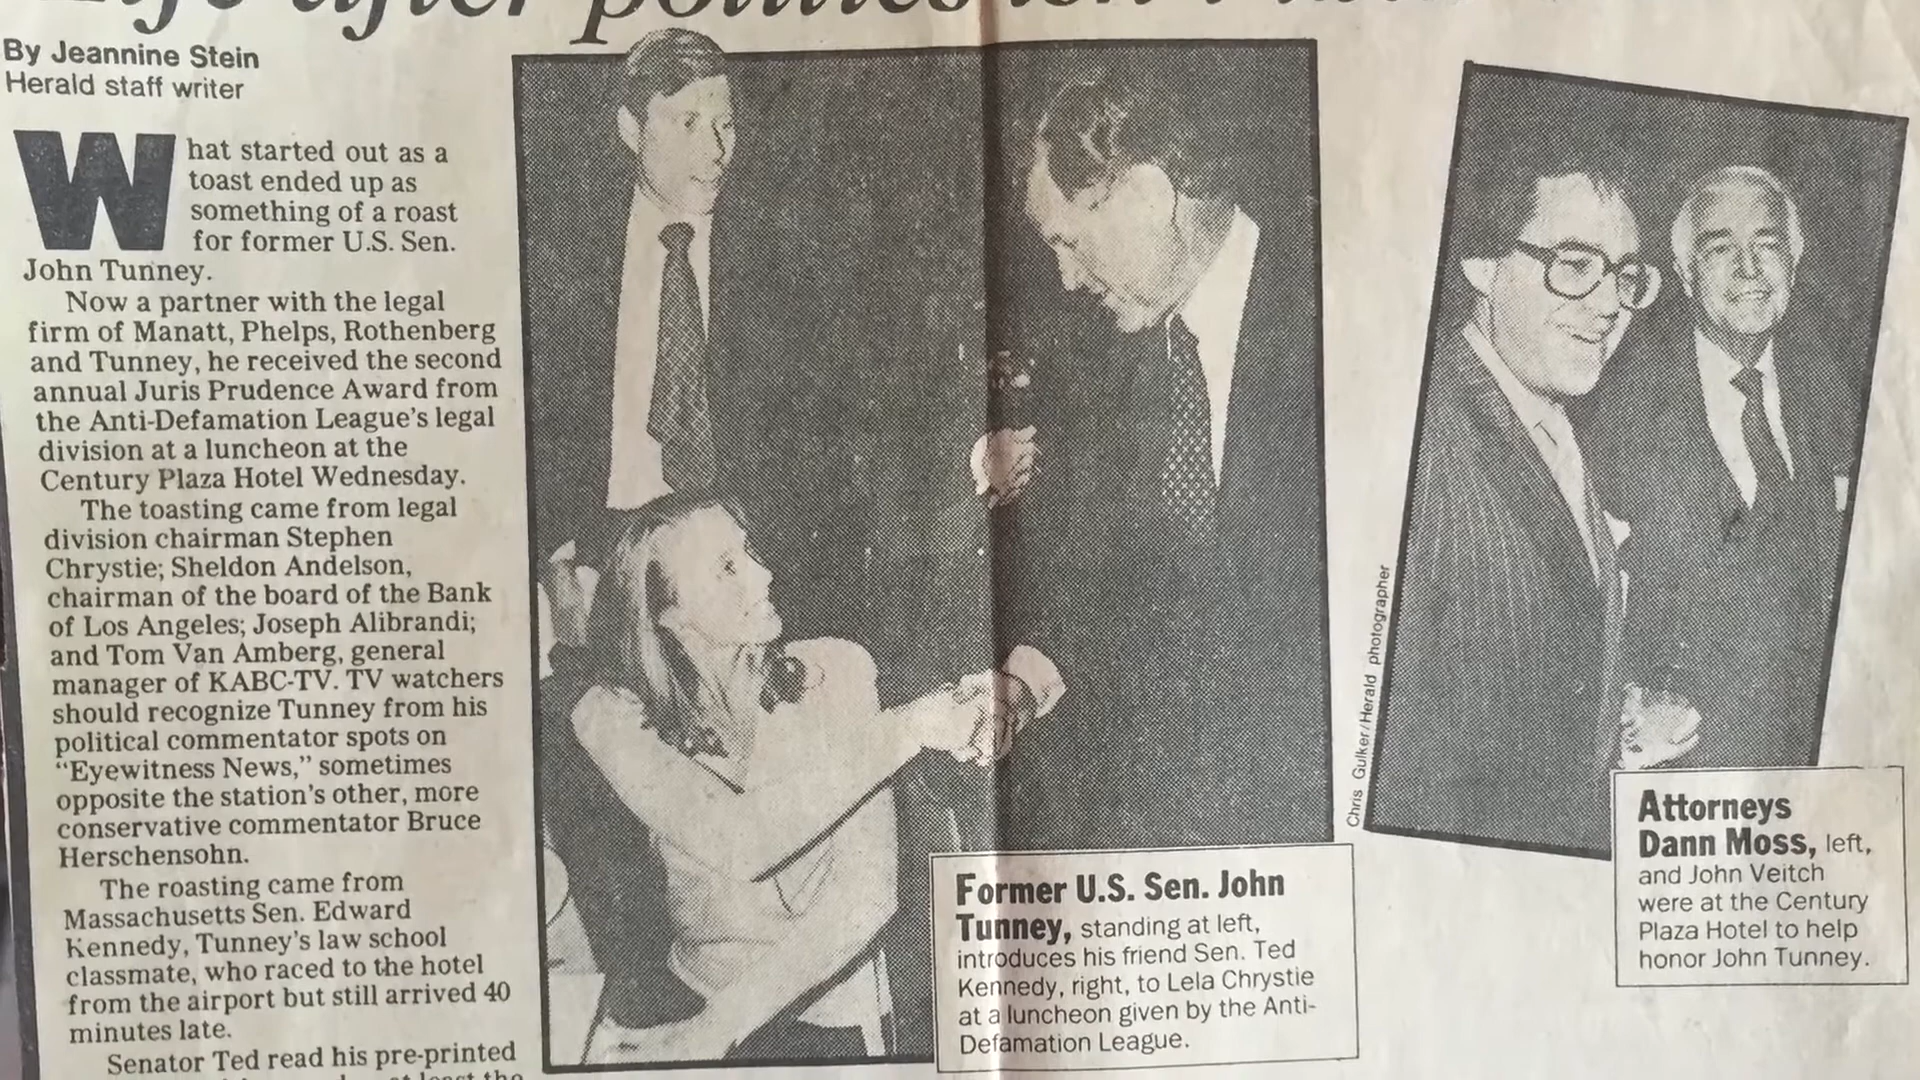 after politics isn't
By Jeannine Stein
Herald staff writer
What started out as a
toast ended up as
something of a roast
for former U.S. Sen.
John Tunney.
Now a partner with the legal
firm of Manatt, Phelps, Rothenberg
and Tunney, he received the second
annual Juris Prudence Award from
the Anti-Defamation League's legal
division at a luncheon at the
Century Plaza Hotel Wednesday.
The toasting came from legal
division chairman Stephen
Chrystie; Sheldon Andelson,
chairman of the board of the Bank
of Los Angeles; Joseph Alibrandi;
and Tom Van Amberg, general
manager of KABC-TV. TV watchers
should recognize Tunney from his
political commentator spots on
“Eyewitness News,” sometimes
opposite the station's other, more
conservative commentator Bruce
Herschensohn.
The roasting came from
Massachusetts Sen. Edward
Kennedy, Tunney's law school
classmate, who raced to the hotel
from the airport but still arrived 40
minutes late.
Senator Ted read his pre-printed
least the
Former U.S. Sen. John
Tunney, standing at left,
introduces his friend Sen. Ted
Kennedy, right, to Lela Chrystie
at a luncheon given by the Anti-
Defamation League.
Chris Gulker/Herald photographer
Attorneys
Dann Moss, left,
and John Veitch
were at the Century
Plaza Hotel to help
honor John Tunney.